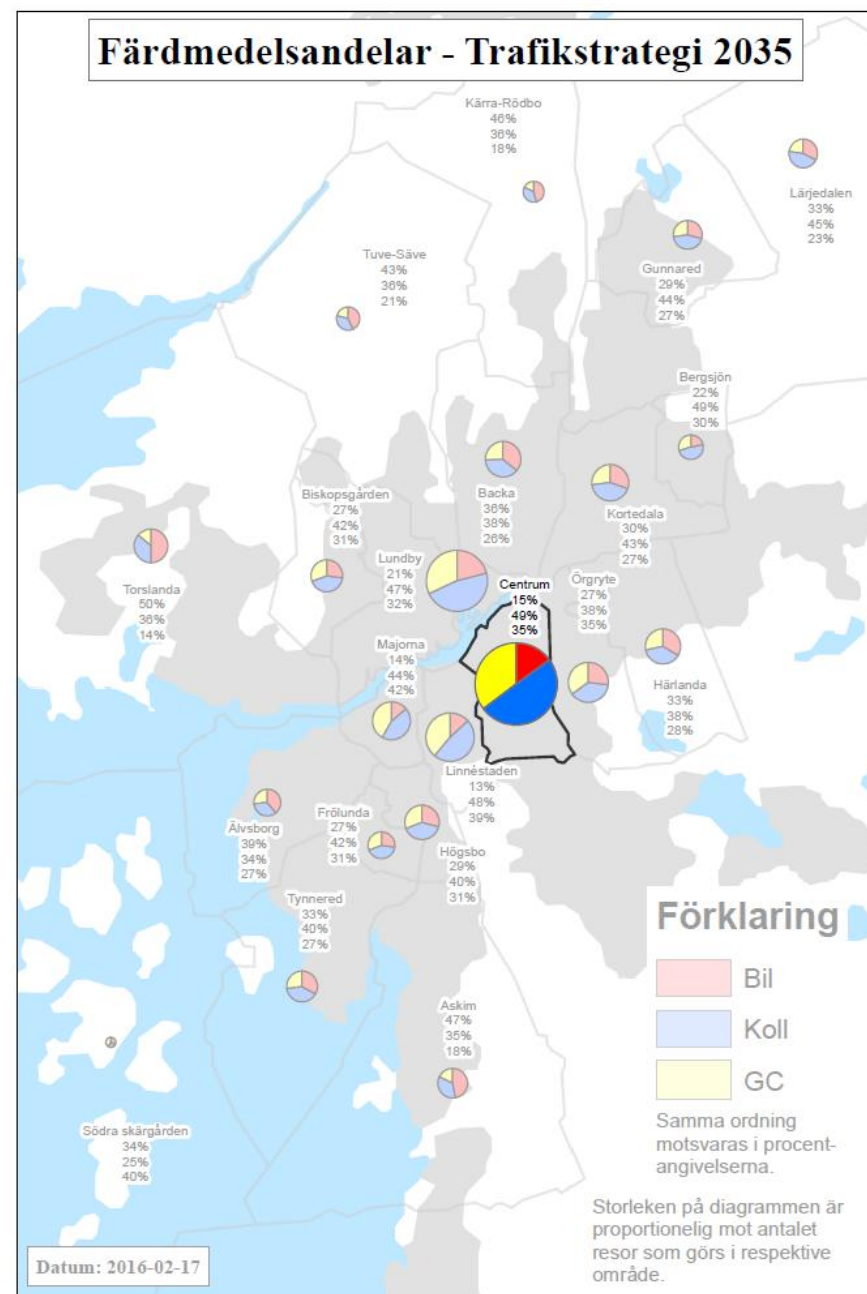 Färdmedelsandelar - Trafikstrategi 2035
Kärra-Rödbo
46%
36%
18%
Lärjedalen
33%
45%
23%
Tuve-Säve
43%
36%
21%
Gunnared
29%
44%
27%
Bergsjön
22%
49%
30%
Biskopsgården
27%
42%
31%
Backa
36%
38%
26%
Kortedala
30%
43%
27%
Torslanda
50%
36%
14%
Lundby
21%
47%
32%
Centrum
15%
49%
35%
Örgryte
27%
38%
35%
Majorna
14%
44%
42%
Härlanda
33%
38%
28%
Linnéstaden
13%
48%
39%
Älvsborg
39%
34%
27%
Frölunda
27%
42%
31%
Högsbo
29%
40%
31%
Tynnered
33%
40%
27%
Askim
47%
35%
18%
Södra skärgården
34%
25%
40%
Förklaring
Bil
Koll
GC
Samma ordning
motsvaras i procent-
angivelserna.
Storleken på diagrammen är
proportionelig mot antalet
resor som görs i respektive
område.
Datum: 2016-02-17